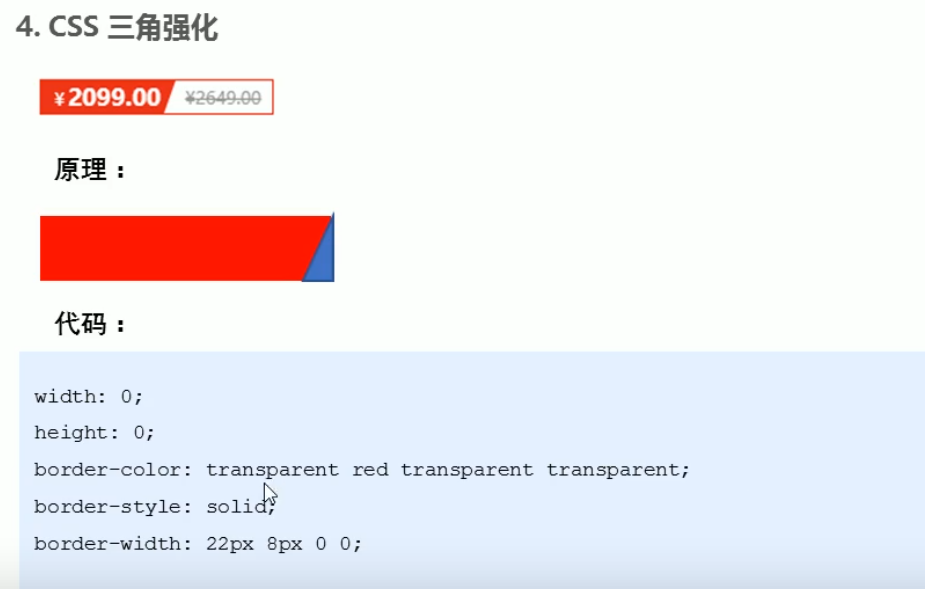 4. CSS 三角强化
¥2099.00 ¥2649.00
原理：
代码：
width: 0;
height: 0;
border-color: transparent red transparent transparent;
border-style: solid;
border-width: 22px 8px 0 0;